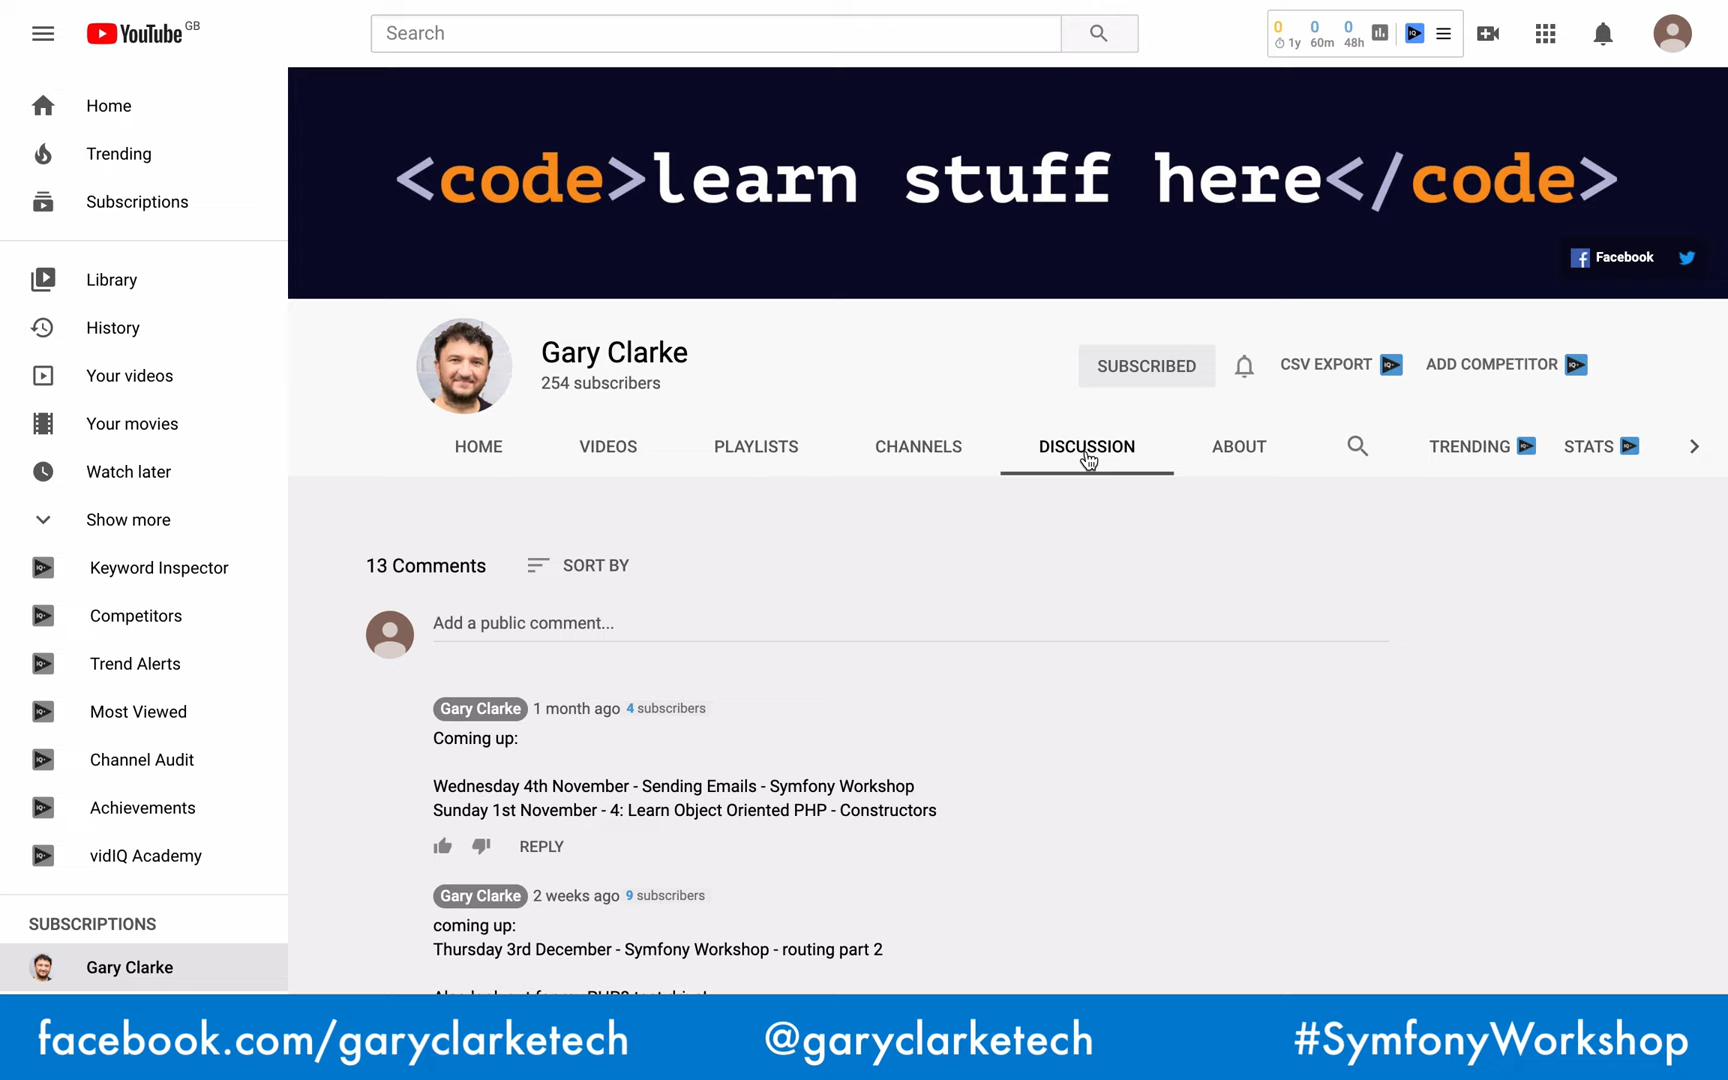 YouTube GB
Search
0 0 0
1y 60m 48h
Home
Trending
Subscriptions
Library
History
Your videos
Your movies
Watch later
Show more
Keyword Inspector
Competitors
Trend Alerts
Most Viewed
Channel Audit
Achievements
vidIQ Academy
SUBSCRIPTIONS
Gary Clarke
<code>learn stuff here</code>
Facebook
Gary Clarke
254 subscribers
SUBSCRIBED
CSV EXPORT
ADD COMPETITOR
HOME VIDEOS PLAYLISTS CHANNELS DISCUSSION ABOUT TRENDING STATS
13 Comments SORT BY
Add a public comment...
Gary Clarke 1 month ago 4 subscribers
Coming up:
Wednesday 4th November - Sending Emails - Symfony Workshop
Sunday 1st November - 4: Learn Object Oriented PHP - Constructors
REPLY
Gary Clarke 2 weeks ago 9 subscribers
coming up:
Thursday 3rd December - Symfony Workshop - routing part 2
facebook.com/garyclarketech @garyclarketech #SymfonyWorkshop